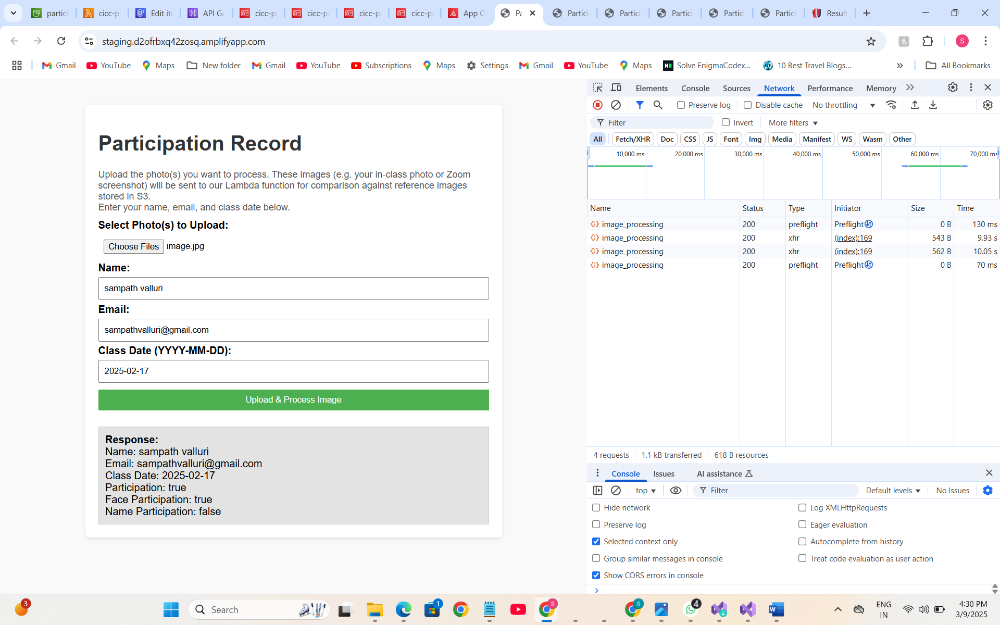 partici
cicc-p
Edit it
API Ga
cicc-p
cicc-p
cicc-p
cicc-p
App O
Pa
Partici
Partici
Partici
Partici
Partici
Result
staging.d2ofrbxq42zosq.amplifyapp.com
S
Gmail
YouTube
Maps
New folder
Gmail
YouTube
Subscriptions
Maps
Settings
Gmail
YouTube
Maps
Solve EnigmaCodex...
10 Best Travel Blogs...
All Bookmarks
Participation Record
Upload the photo(s) you want to process. These images (e.g. your in-class photo or Zoom
screenshot) will be sent to our Lambda function for comparison against reference images
stored in S3.
Enter your name, email, and class date below.
Select Photo(s) to Upload:
Choose Files image.jpg
Name:
sampath valluri
Email:
sampathvalluri@gmail.com
Class Date (YYYY-MM-DD):
2025-02-17
Upload & Process Image
Response:
Name: sampath valluri
Email: sampathvalluri@gmail.com
Class Date: 2025-02-17
Participation: true
Face Participation: true
Name Participation: false
Elements Console Sources Network Performance Memory
Preserve log Disable cache No throttling
Filter Invert More filters
All Fetch/XHR Doc CSS JS Font Img Media Manifest WS Wasm Other
10,000 ms 20,000 ms 30,000 ms 40,000 ms 50,000 ms 60,000 ms 70,000 ms
Name Status Type Initiator Size Time
image_processing 200 preflight Preflight 0 B 130 ms
image_processing 200 xhr (index):169 543 B 9.93 s
image_processing 200 xhr (index):169 562 B 10.05 s
image_processing 200 preflight Preflight 0 B 70 ms
4 requests 1.1 kB transferred 618 B resources
Console Issues AI assistance
top Filter Default levels No Issues
Hide network Log XMLHttpRequests
Preserve log Eager evaluation
Selected context only Autocomplete from history
Group similar messages in console Treat code evaluation as user action
Show CORS errors in console
3
Search
1
S
S
4
ENG
IN
4:30 PM
3/9/2025